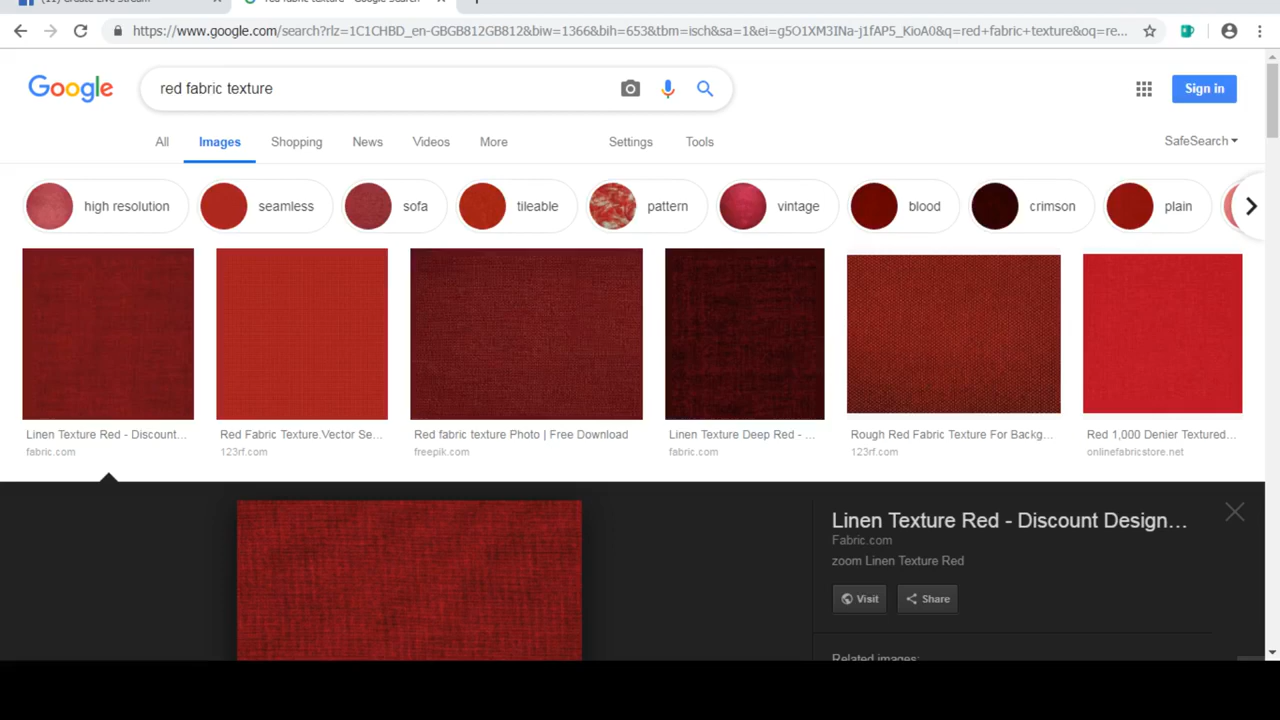 https://www.google.com/search?rlz=1C1CHBD_en-GBGB812GB812&biw=1366&bih=653&tbm=isch&sa=1&ei=g5O1XM3INa-j1fAP5_KioA0&q=red+fabric+texture&oq=re...
Google
red fabric texture
Sign in
All Images Shopping News Videos More Settings Tools SafeSearch
high resolution seamless sofa tileable pattern vintage blood crimson plain
Linen Texture Red - Discount... Red Fabric Texture.Vector Se... Red fabric texture Photo | Free Download Linen Texture Deep Red - ... Rough Red Fabric Texture For Backg... Red 1,000 Denier Textured...
fabric.com 123rf.com freepik.com fabric.com 123rf.com onlinefabricstore.net
Linen Texture Red - Discount Design...
Fabric.com
zoom Linen Texture Red
Visit Share
Related images: